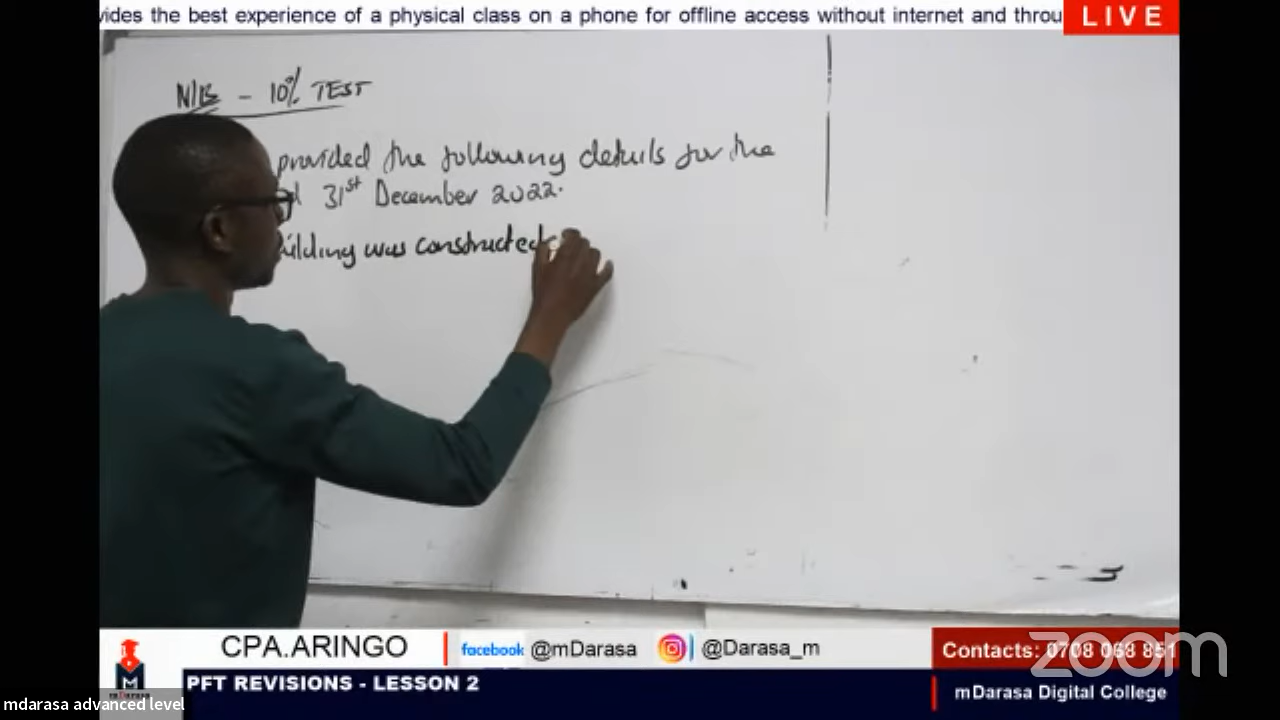 vides the best experience of a physical class on a phone for offline access without internet and throu
LIVE
N/B - 10% TEST
provided the following details for the
31st December 2022.
uilding was constructed
CPA.ARINGO
facebook @mDarasa
@Darasa_m
Contacts: 0708 068 851
zoom
PFT REVISIONS - LESSON 2
mDarasa Digital College
mDarasa
mdarasa advanced level